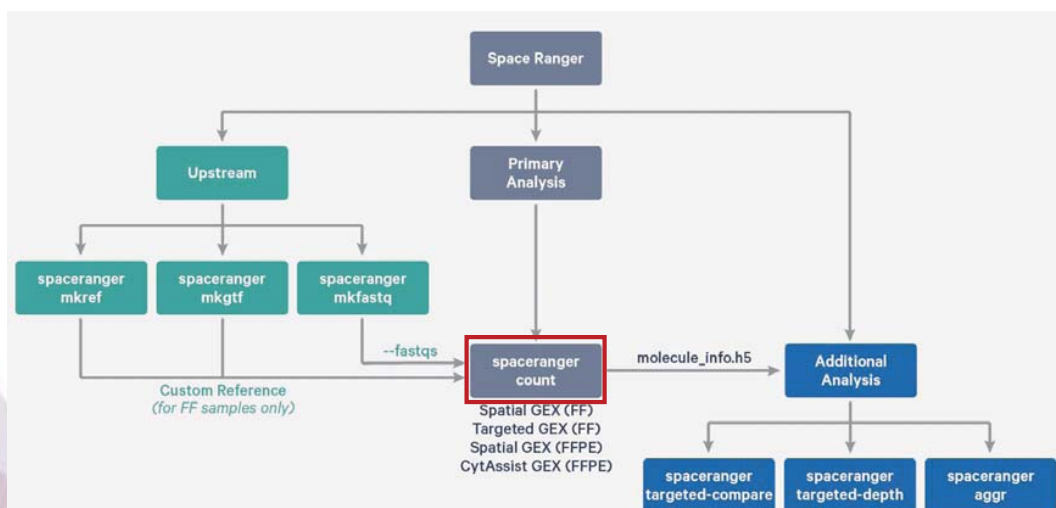 Space Ranger
Upstream
Primary
Analysis
spaceranger
mkref
spaceranger
mkgtf
spaceranger
mkfastq
--fastqs
Custom Reference
(for FF samples only)
spaceranger
count
Spatial GEX (FF)
Targeted GEX (FF)
Spatial GEX (FFPE)
CytAssist GEX (FFPE)
molecule_info.h5
Additional
Analysis
spaceranger
targeted-compare
spaceranger
targeted-depth
spaceranger
aggr